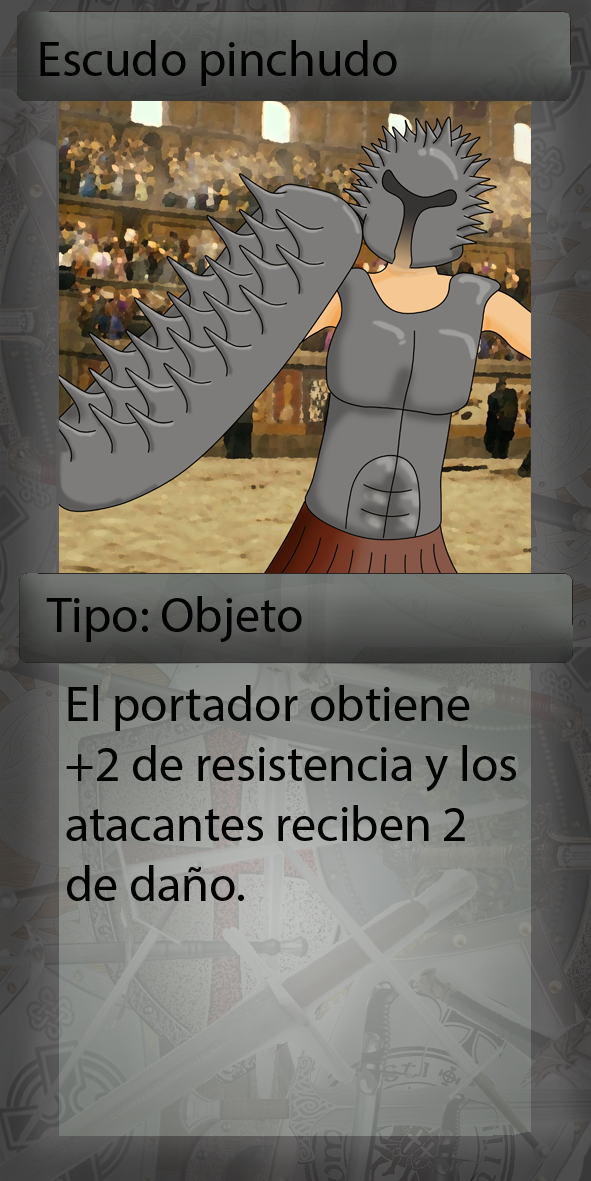 Escudo pinchudo
Tipo: Objeto
El portador obtiene
+2 de resistencia y los
atacantes reciben 2
de daño.